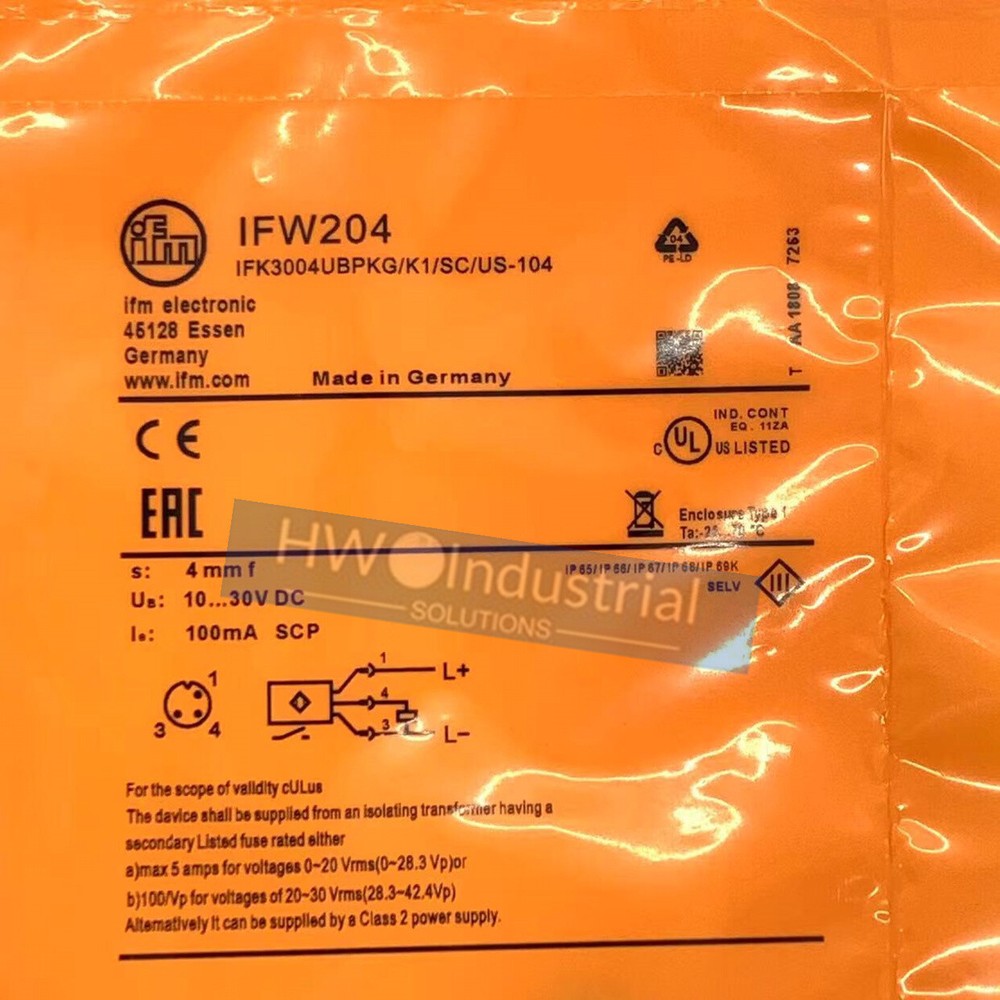 ifm
IFW204
IFK3004UBPKG/K1/SC/US-104
04
PE-LD
ifm electronic
45128 Essen
Germany
www.ifm.com
Made in Germany
T AA 1808 7263
CE
IND. CONT
EQ. 11ZA
c UL US LISTED
EAC
Enclosure Type 1
Ta:
HW Industrial
SOLUTIONS
s: 4 mm f
IP 65/IP 66/IP 67/IP 68/IP 69K
SELV III
UB: 10...30V DC
Ie: 100mA SCP
1
3 4
1 L+
4
3 L-
For the scope of validity cULus
The device shall be supplied from an isolating transformer having a
secondary Listed fuse rated either
a)max 5 amps for voltages 0~20 Vrms(0~28.3 Vp)or
b)100/Vp for voltages of 20~30 Vrms(28.3~42.4Vp)
Alternatively it can be supplied by a Class 2 power supply.